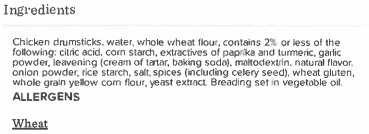 Ingredients
Chicken drumsticks, water, whole wheat flour, contains 2% or less of the
following: citric acid, corn starch, extractives of paprika and turmeric, garlic
powder, leavening (cream of tartar, baking soda), maltodextrin, natural flavor,
onion powder, rice starch, salt, spices (including celery seed), wheat gluten,
whole grain yellow corn flour, yeast extract. Breading set in vegetable oil.
ALLERGENS
Wheat